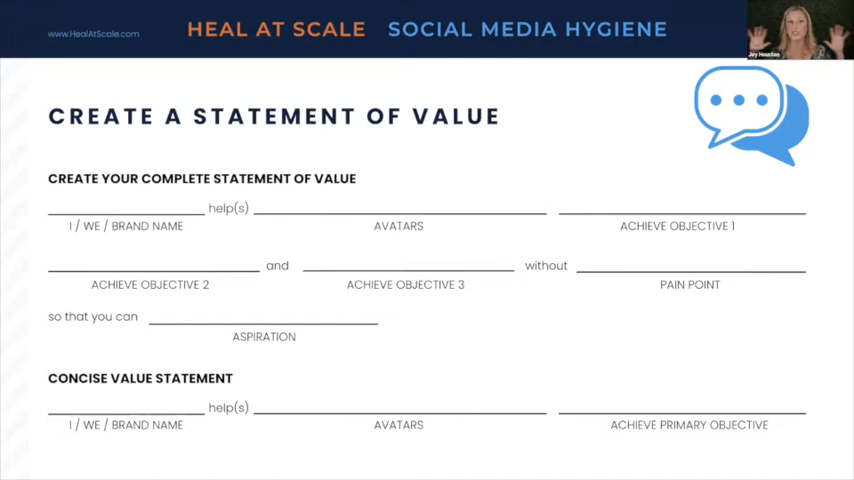 www.HealAtScale.com HEAL AT SCALE SOCIAL MEDIA HYGIENE
Joy Houston
CREATE A STATEMENT OF VALUE
CREATE YOUR COMPLETE STATEMENT OF VALUE
help(s)
I / WE / BRAND NAME AVATARS ACHIEVE OBJECTIVE 1
and without
ACHIEVE OBJECTIVE 2 ACHIEVE OBJECTIVE 3 PAIN POINT
so that you can
ASPIRATION
CONCISE VALUE STATEMENT
help(s)
I / WE / BRAND NAME AVATARS ACHIEVE PRIMARY OBJECTIVE